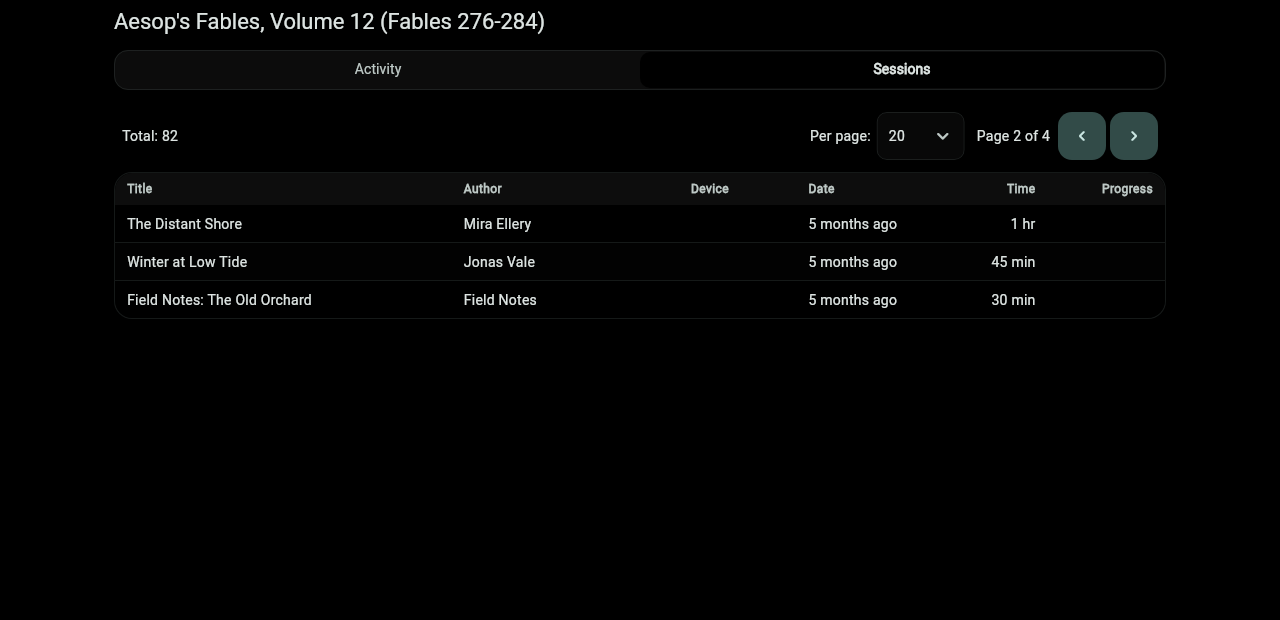 Aesop's Fables, Volume 12 (Fables 276-284)
Activity Sessions
Total: 82 Per page: 20 Page 2 of 4
Title Author Device Date Time Progress
The Distant Shore Mira Ellery 5 months ago 1 hr
Winter at Low Tide Jonas Vale 5 months ago 45 min
Field Notes: The Old Orchard Field Notes 5 months ago 30 min